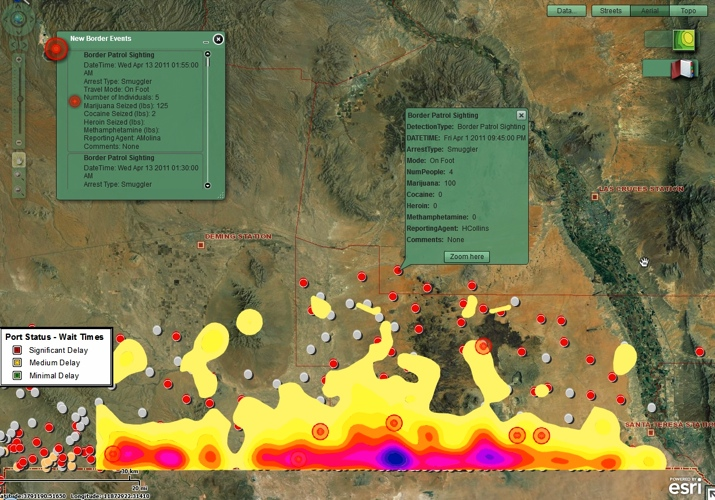 Data...
Streets
Aerial
Topo
New Border Events
Border Patrol Sighting
DateTime: Wed Apr 13 2011 01:55:00
AM
Arrest Type: Smuggler
Travel Mode: On Foot
Number of Individuals: 5
Marijuana Seized (lbs): 125
Cocaine Seized (lbs): 2
Heroin Seized (lbs):
Methamphetamine (lbs):
Reporting Agent: AMolina
Comments: None
Border Patrol Sighting
DateTime: Wed Apr 13 2011 01:30:00
AM
Arrest Type: Smuggler
Border Patrol Sighting
DetectionType: Border Patrol Sighting
DATETIME: Fri Apr 1 2011 09:45:00 PM
ArrestType: Smuggler
Mode: On Foot
NumPeople: 4
Marijuana: 100
Cocaine: 0
Heroin: 0
Methamphetamine: 0
ReportingAgent: HCollins
Comments: None
Zoom here
LAS CRUCES STATION
DEMING STATION
Port Status - Wait Times
Significant Delay
Medium Delay
Minimal Delay
SANTA TERESA STATION
POWERED BY
esri